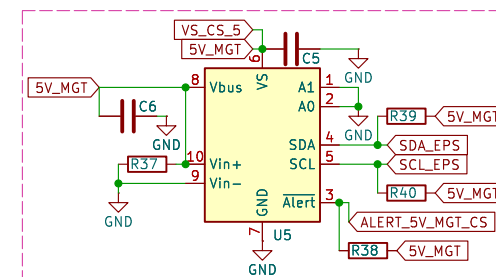 VS_CS_5
5V_MGT
C5
GND
5V_MGT
C6
GND
R37
GND
8
Vbus
6
VS
A1
1
A0
2
GND
SDA
4
SCL
5
10
Vin+
9
Vin-
Alert
3
GND
7
U5
GND
R39
5V_MGT
SDA_EPS
SCL_EPS
R40
5V_MGT
ALERT_5V_MGT_CS
R38
5V_MGT